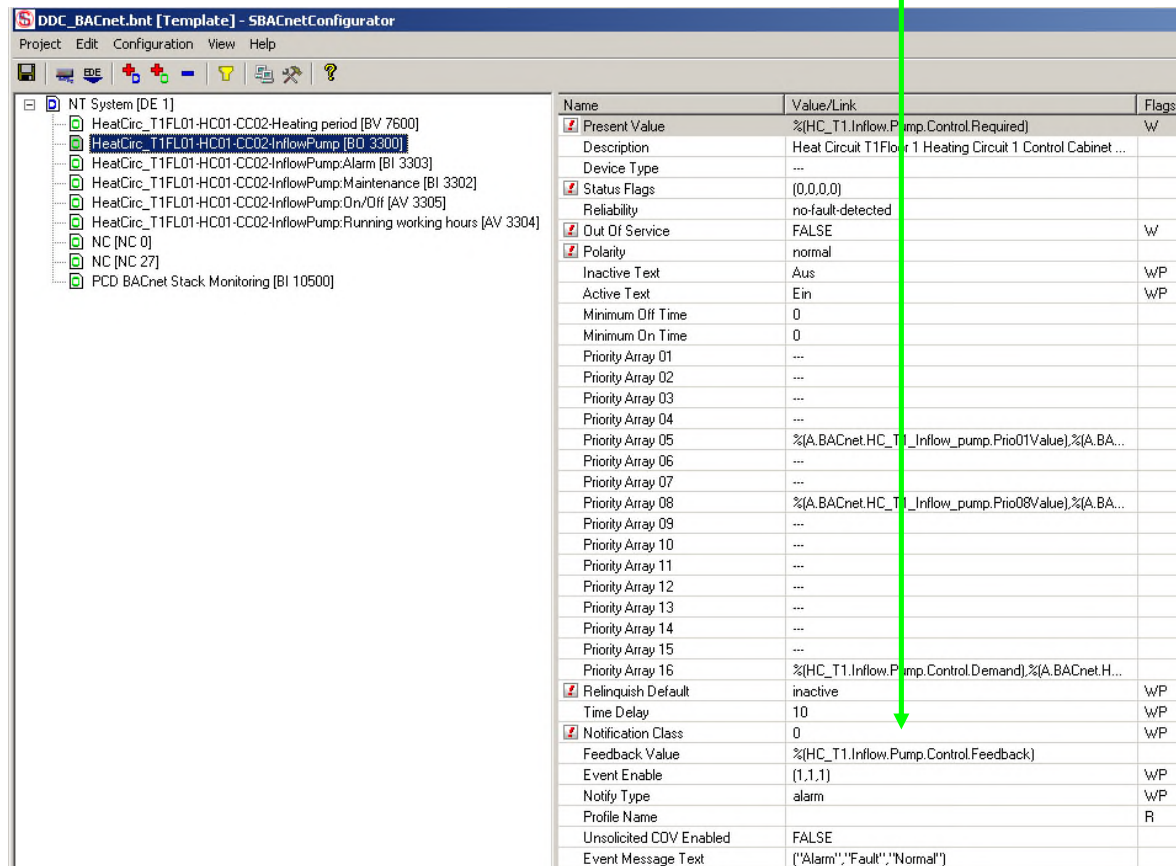 DDC_BACnet.bnt [Template] - SBACnetConfigurator
Project Edit Configuration View Help
EDE
NT System [DE 1]
HeatCirc_T1FL01-HC01-CC02-Heating period [BV 7600]
HeatCirc_T1FL01-HC01-CC02-InflowPump [BO 3300]
HeatCirc_T1FL01-HC01-CC02-InflowPump:Alarm [BI 3303]
HeatCirc_T1FL01-HC01-CC02-InflowPump:Maintenance [BI 3302]
HeatCirc_T1FL01-HC01-CC02-InflowPump:On/Off [AV 3305]
HeatCirc_T1FL01-HC01-CC02-InflowPump:Running working hours [AV 3304]
NC [NC 0]
NC [NC 27]
PCD BACnet Stack Monitoring [BI 10500]
Name Value/Link Flags
Present Value %(HC_T1.Inflow.Pump.Control.Required) W
Description Heat Circuit T1Floor 1 Heating Circuit 1 Control Cabinet ...
Device Type ---
Status Flags (0,0,0,0)
Reliability no-fault-detected
Out Of Service FALSE W
Polarity normal
Inactive Text Aus WP
Active Text Ein WP
Minimum Off Time 0
Minimum On Time 0
Priority Array 01 ---
Priority Array 02 ---
Priority Array 03 ---
Priority Array 04 ---
Priority Array 05 %(A.BACnet.HC_T1_Inflow_pump.Prio01Value),%(A.BA...
Priority Array 06 ---
Priority Array 07 ---
Priority Array 08 %(A.BACnet.HC_T1_Inflow_pump.Prio08Value),%(A.BA...
Priority Array 09 ---
Priority Array 10 ---
Priority Array 11 ---
Priority Array 12 ---
Priority Array 13 ---
Priority Array 14 ---
Priority Array 15 ---
Priority Array 16 %(HC_T1.Inflow.Pump.Control.Demand),%(A.BACnet.H...
Relinquish Default inactive WP
Time Delay 10 WP
Notification Class 0 WP
Feedback Value %(HC_T1.Inflow.Pump.Control.Feedback)
Event Enable (1,1,1) WP
Notify Type alarm WP
Profile Name R
Unsolicited COV Enabled FALSE
Event Message Text ("Alarm","Fault","Normal")